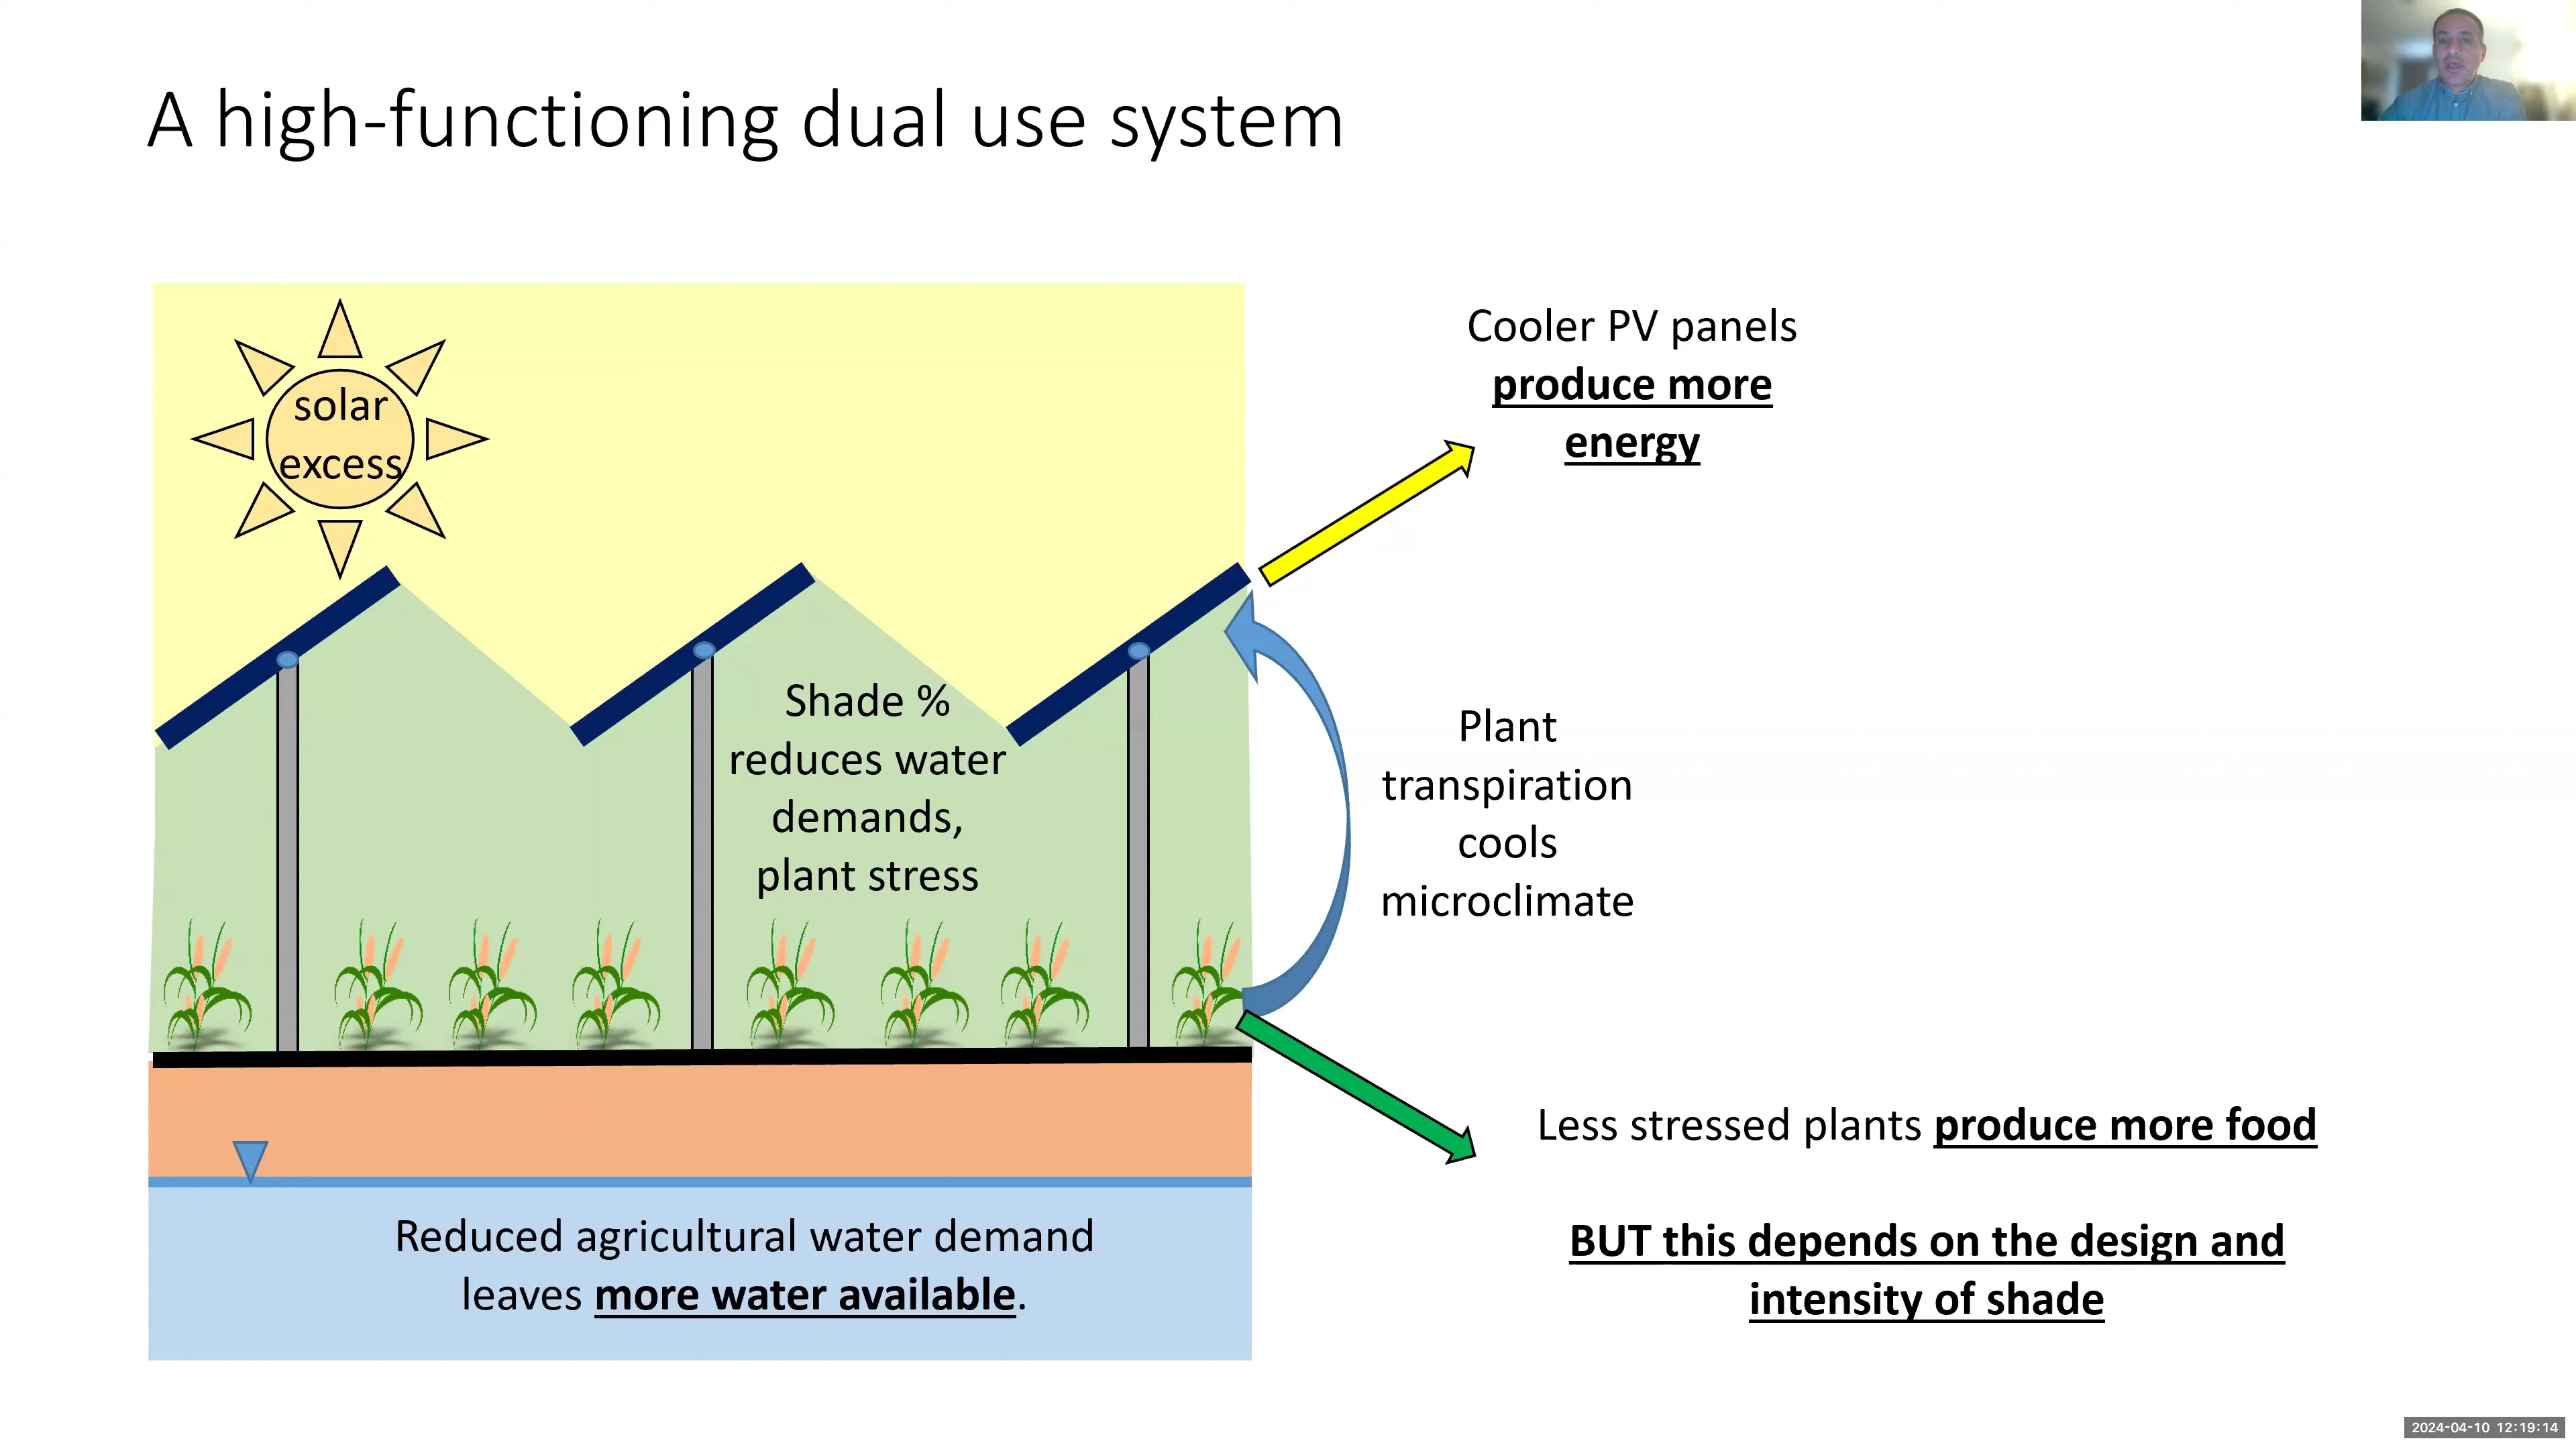 A high-functioning dual use system
solar
excess
Cooler PV panels
produce more
energy
Shade %
reduces water
demands,
plant stress
Plant
transpiration
cools
microclimate
Less stressed plants produce more food
BUT this depends on the design and
intensity of shade
Reduced agricultural water demand
leaves more water available.
2024-04-10 12:19:14